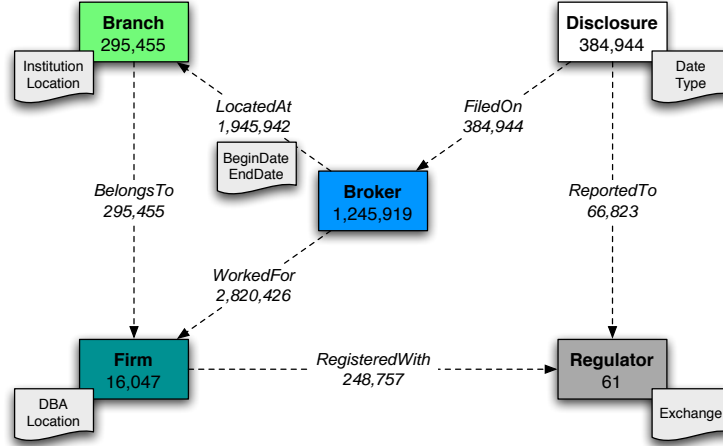 Branch
295,455
Institution
Location
Disclosure
384,944
Date
Type
LocatedAt
1,945,942
BeginDate
EndDate
FiledOn
384,944
BelongsTo
295,455
Broker
1,245,919
ReportedTo
66,823
WorkedFor
2,820,426
Firm
16,047
DBA
Location
RegisteredWith
248,757
Regulator
61
Exchange